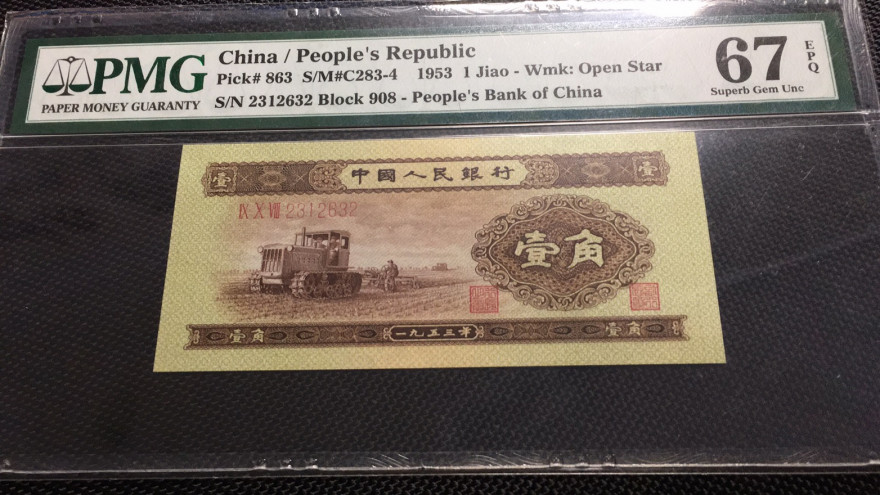 PMG
PAPER MONEY GUARANTY
China / People's Republic
Pick# 863 S/M#C283-4 1953 1 Jiao - Wmk: Open Star
S/N 2312632 Block 908 - People's Bank of China
67 EPQ
Superb Gem Unc
壹 中國人民銀行 壹
IX X VIII 2312632
壹角
壹角 一九五三年 壹角